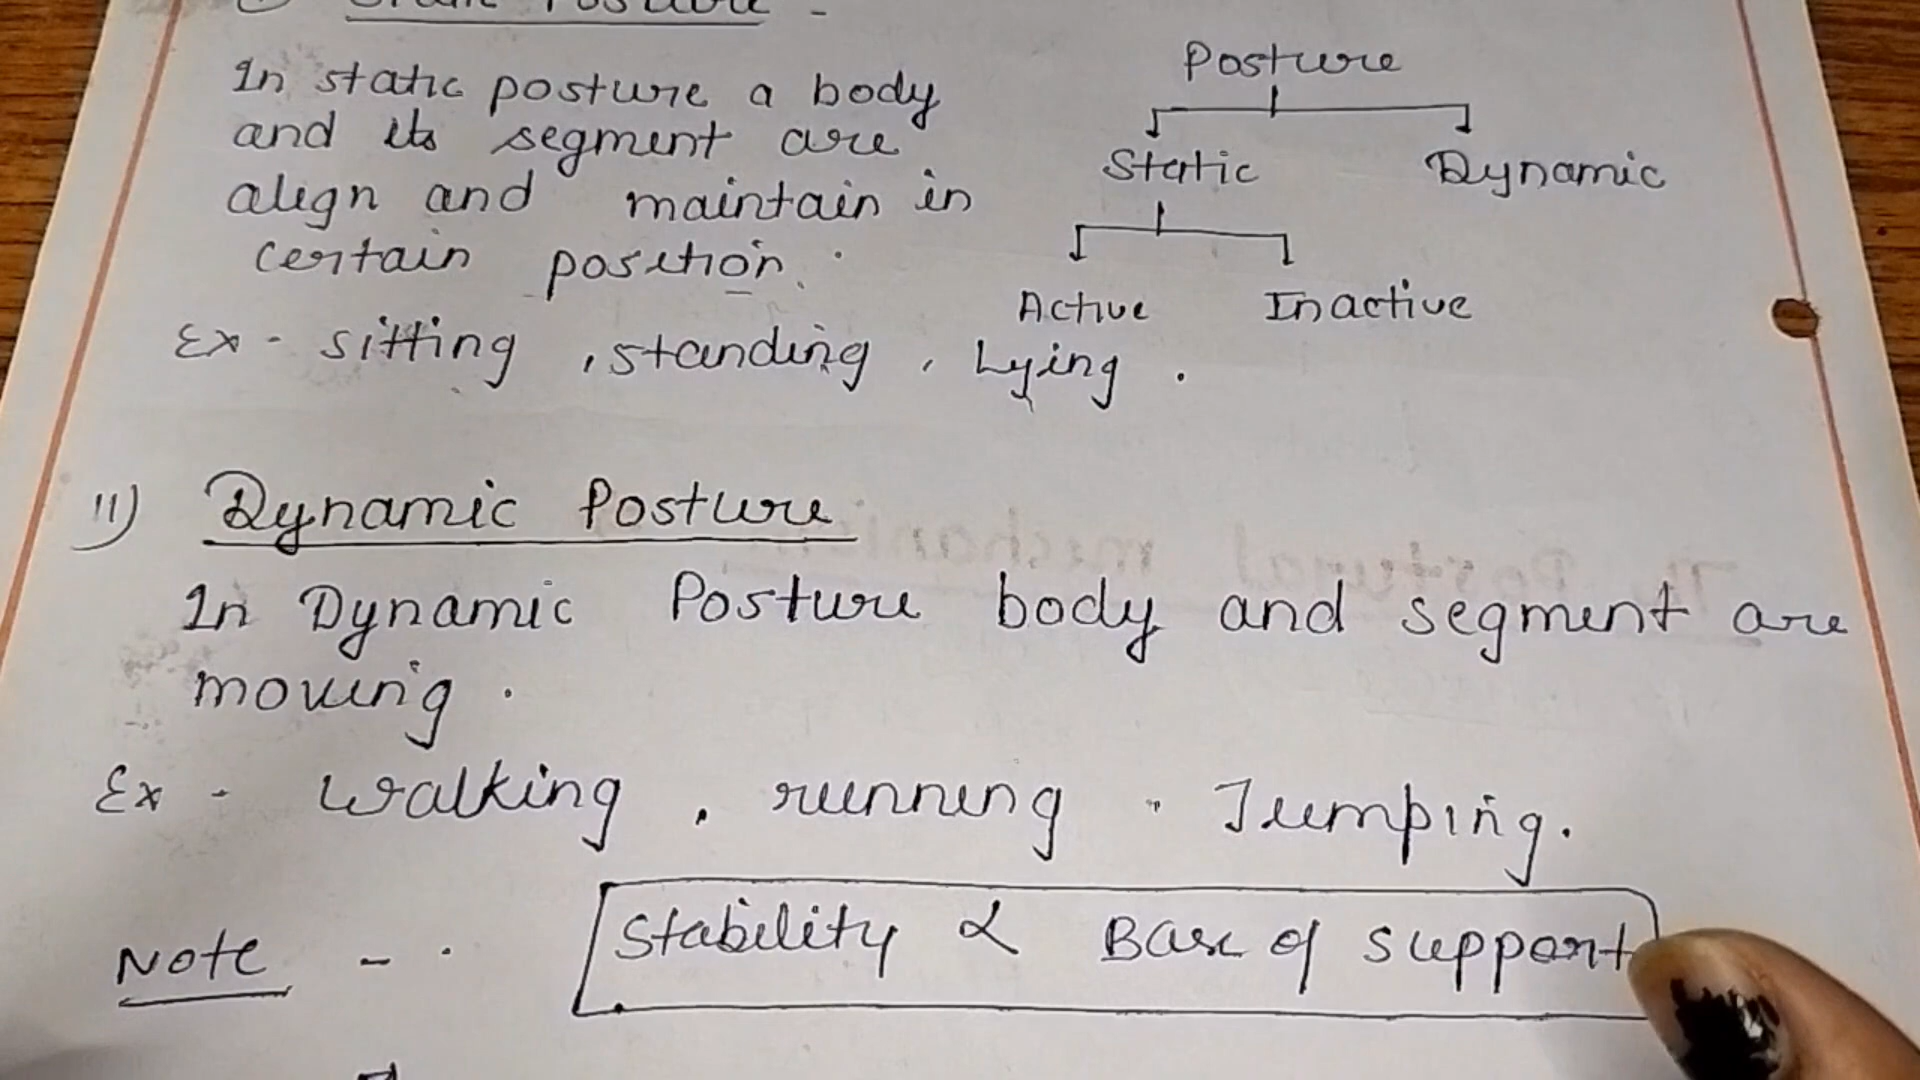 Static Posture -
In static posture a body
and its segment are
align and maintain in
certain position.
Ex - sitting, standing, Lying.
Posture
Static Dynamic
Active Inactive
II) Dynamic Posture
In Dynamic Posture body and segment are
moving.
Ex - Walking, running, Jumping.
Note - Stability ∝ Base of support